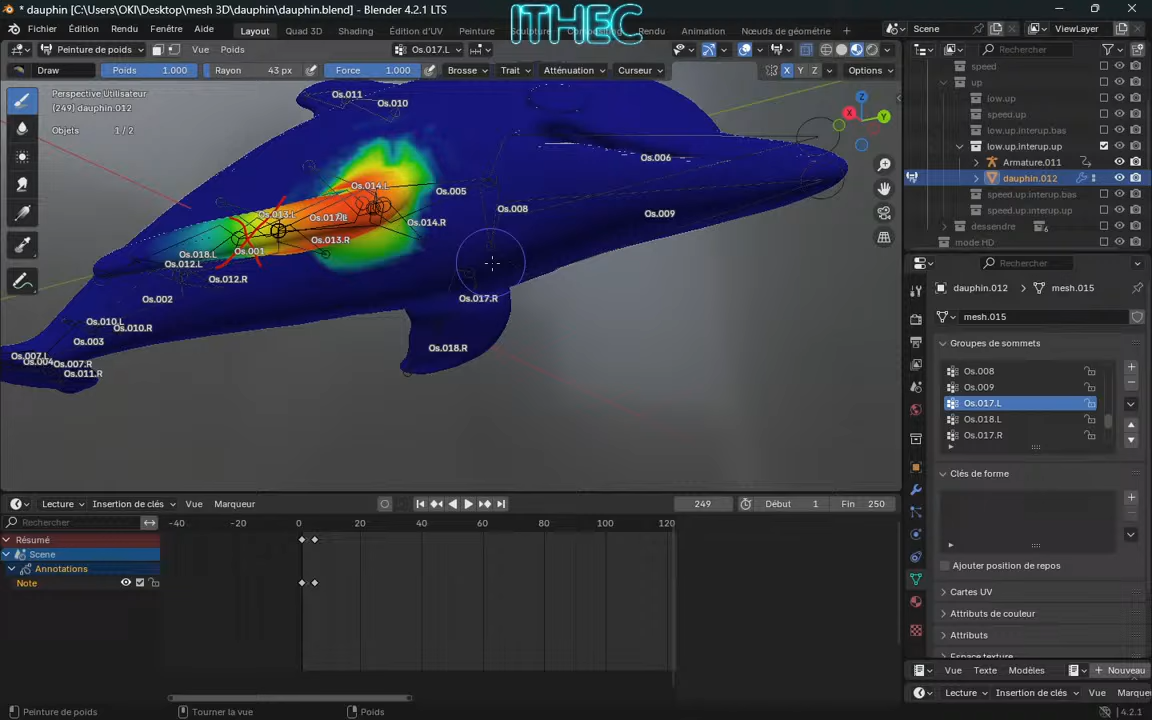 * dauphin [C:\Users\OKI\Desktop\mesh 3D\dauphin\dauphin.blend] - Blender 4.2.1 LTS
ITHEC
Fichier Édition Rendu Fenêtre Aide Layout Quad 3D Shading Édition d'UV Peinture Animation Nœuds de géométrie + Scene ViewLayer
Peinture de poids Vue Poids Os.017.L Rechercher
Draw Poids 1.000 Rayon 43 px Force 1.000 Brosse Trait Atténuation Curseur X Y Z Options
speed
up
low.up
speed.up
low.up.interup.bas
low.up.interup.up
Armature.011
dauphin.012
speed.up.interup.bas
speed.up.interup.up
dessendre 6
mode HD
Perspective Utilisateur
(249) dauphin.012
Objets 1 / 2
Z
X
Y
Os.011
Os.010
Os.006
Os.014.L
Os.005
Os.008
Os.009
Os.013.L
Os.014.R
Os.013.R
Os.001
Os.018.L
Os.012.L
Os.012.R
Os.002
Os.017.R
Os.010.L
Os.010.R
Os.003
Os.018.R
Os.007.L
Os.007.R
Os.011.R
Rechercher
dauphin.012 > mesh.015
mesh.015
Groupes de sommets
Os.008
Os.009
Os.017.L
Os.018.L
Os.017.R
Clés de forme
Ajouter position de repos
Cartes UV
Attributs de couleur
Attributs
Espace texture
Vue Texte Modèles + Nouveau
Lecture Insertion de clés Vue Marqueur
Lecture Insertion de clés Vue Marqueur 249 Début 1 Fin 250
Rechercher -40 -20 0 20 40 60 80 100 120
Résumé
Scene
Annotations
Note
Peinture de poids Tourner la vue Poids 4.2.1